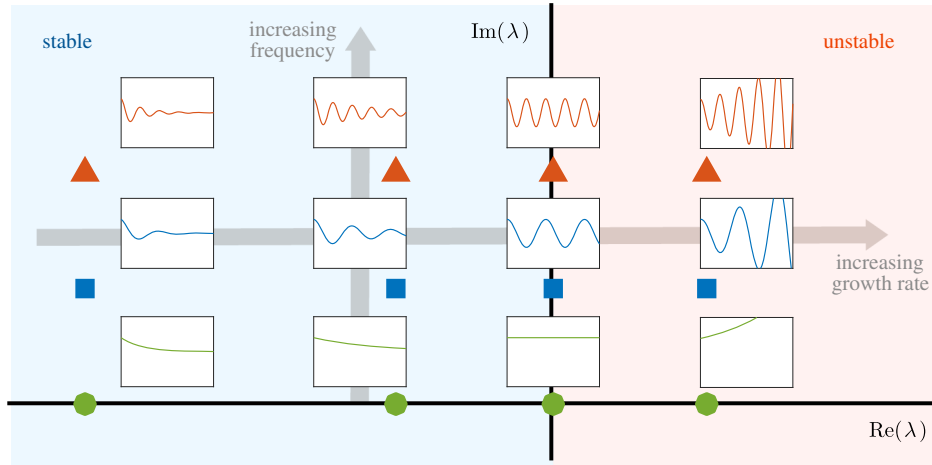 increasing
frequency
Im(λ)
stable
unstable
increasing
growth rate
Re(λ)